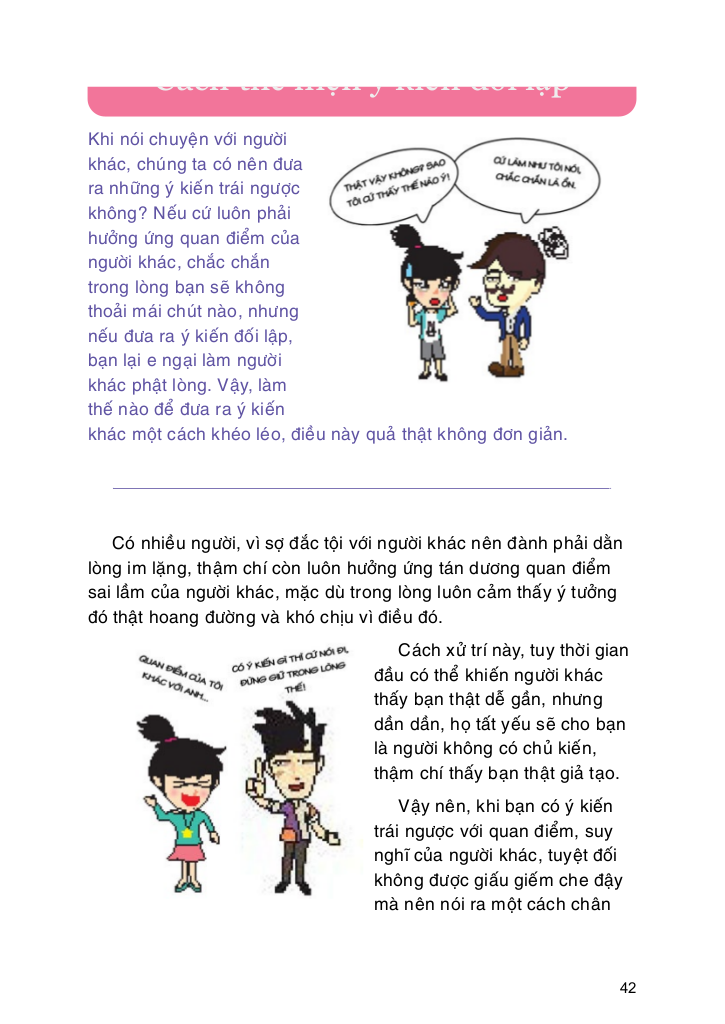 Cách thể hiện ý kiến đối lập
Khi nói chuyện với người
khác, chúng ta có nên đưa
ra những ý kiến trái ngược
không? Nếu cứ luôn phải
hưởng ứng quan điểm của
người khác, chắc chắn
trong lòng bạn sẽ không
thoải mái chút nào, nhưng
nếu đưa ra ý kiến đối lập,
bạn lại e ngại làm người
khác phật lòng. Vậy, làm
thế nào để đưa ra ý kiến
khác một cách khéo léo, điều này quả thật không đơn giản.
THẬT VẬY KHÔNG? SAO
TÔI CỨ THẤY THẾ NÀO Ý!
CỨ LÀM NHƯ TÔI NÓI,
CHẮC CHẮN LÀ ỔN.
Có nhiều người, vì sợ đắc tội với người khác nên đành phải dằn
lòng im lặng, thậm chí còn luôn hưởng ứng tán dương quan điểm
sai lầm của người khác, mặc dù trong lòng luôn cảm thấy ý tưởng
đó thật hoang đường và khó chịu vì điều đó.
QUAN ĐIỂM CỦA TÔI
KHÁC VỚI ANH...
CÓ Ý KIẾN GÌ THÌ CỨ NÓI ĐI,
ĐỪNG GIỮ TRONG LÒNG
THẾ!
Cách xử trí này, tuy thời gian
đầu có thể khiến người khác
thấy bạn thật dễ gần, nhưng
dần dần, họ tất yếu sẽ cho bạn
là người không có chủ kiến,
thậm chí thấy bạn thật giả tạo.
Vậy nên, khi bạn có ý kiến
trái ngược với quan điểm, suy
nghĩ của người khác, tuyệt đối
không được giấu giếm che đậy
mà nên nói ra một cách chân
42